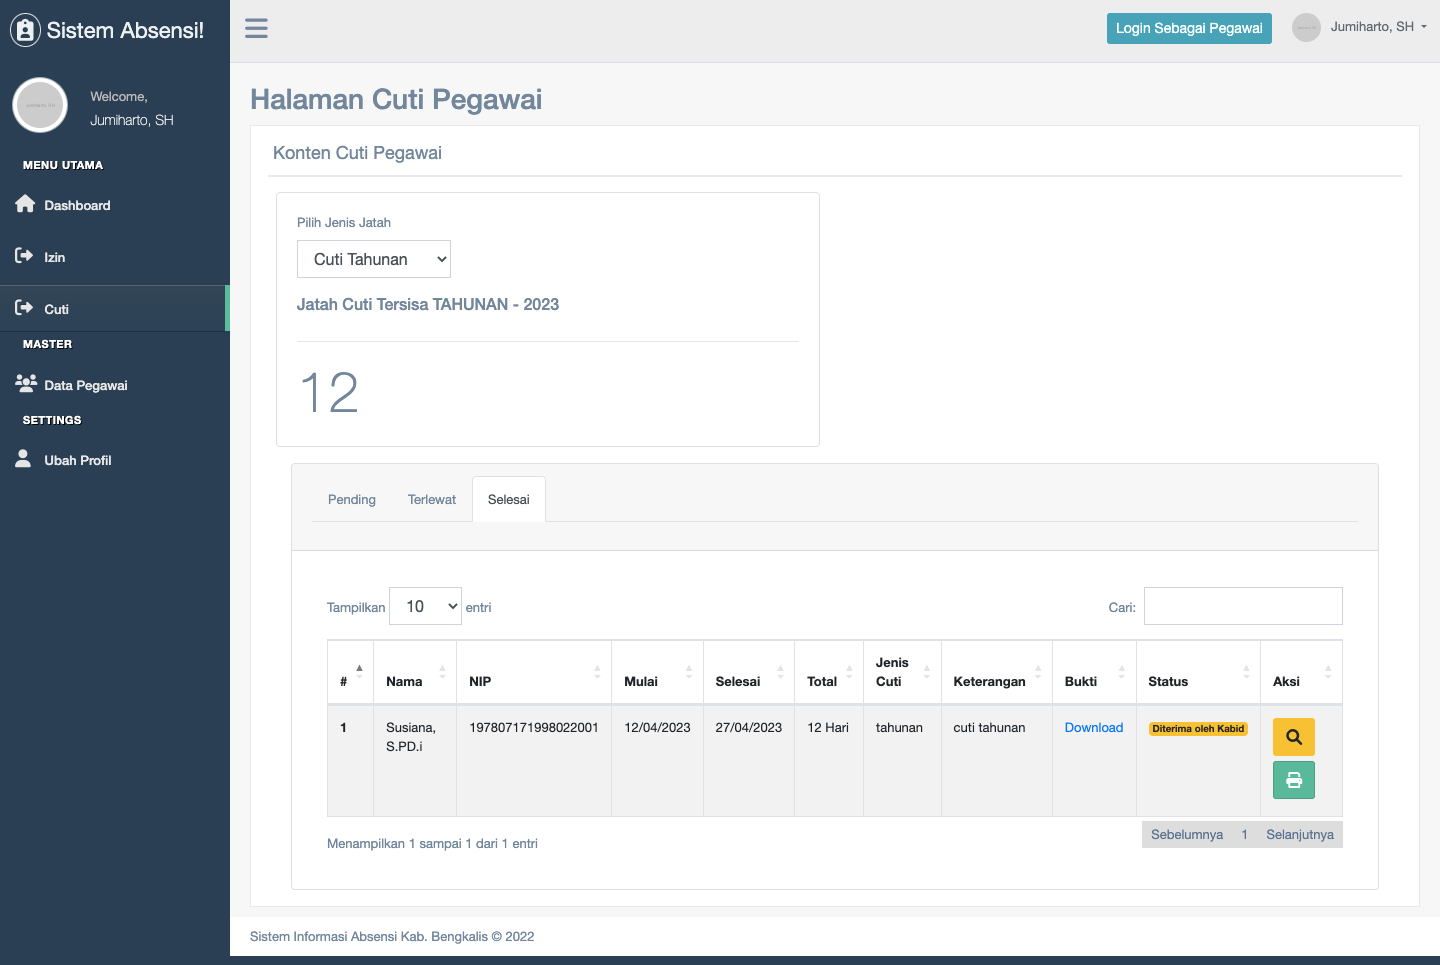 Sistem Absensi!
Login Sebagai Pegawai
Jumiharto, SH
Welcome,
Jumiharto, SH
MENU UTAMA
Dashboard
Izin
Cuti
MASTER
Data Pegawai
SETTINGS
Ubah Profil
Halaman Cuti Pegawai
Konten Cuti Pegawai
Pilih Jenis Jatah
Cuti Tahunan
Jatah Cuti Tersisa TAHUNAN - 2023
12
Pending Terlewat Selesai
Tampilkan 10 entri
Cari:
# Nama NIP Mulai Selesai Total Jenis Cuti Keterangan Bukti Status Aksi
1 Susiana, S.PD.i 197807171998022001 12/04/2023 27/04/2023 12 Hari tahunan cuti tahunan Download Diterima oleh Kabid
Menampilkan 1 sampai 1 dari 1 entri
Sebelumnya 1 Selanjutnya
Sistem Informasi Absensi Kab. Bengkalis © 2022